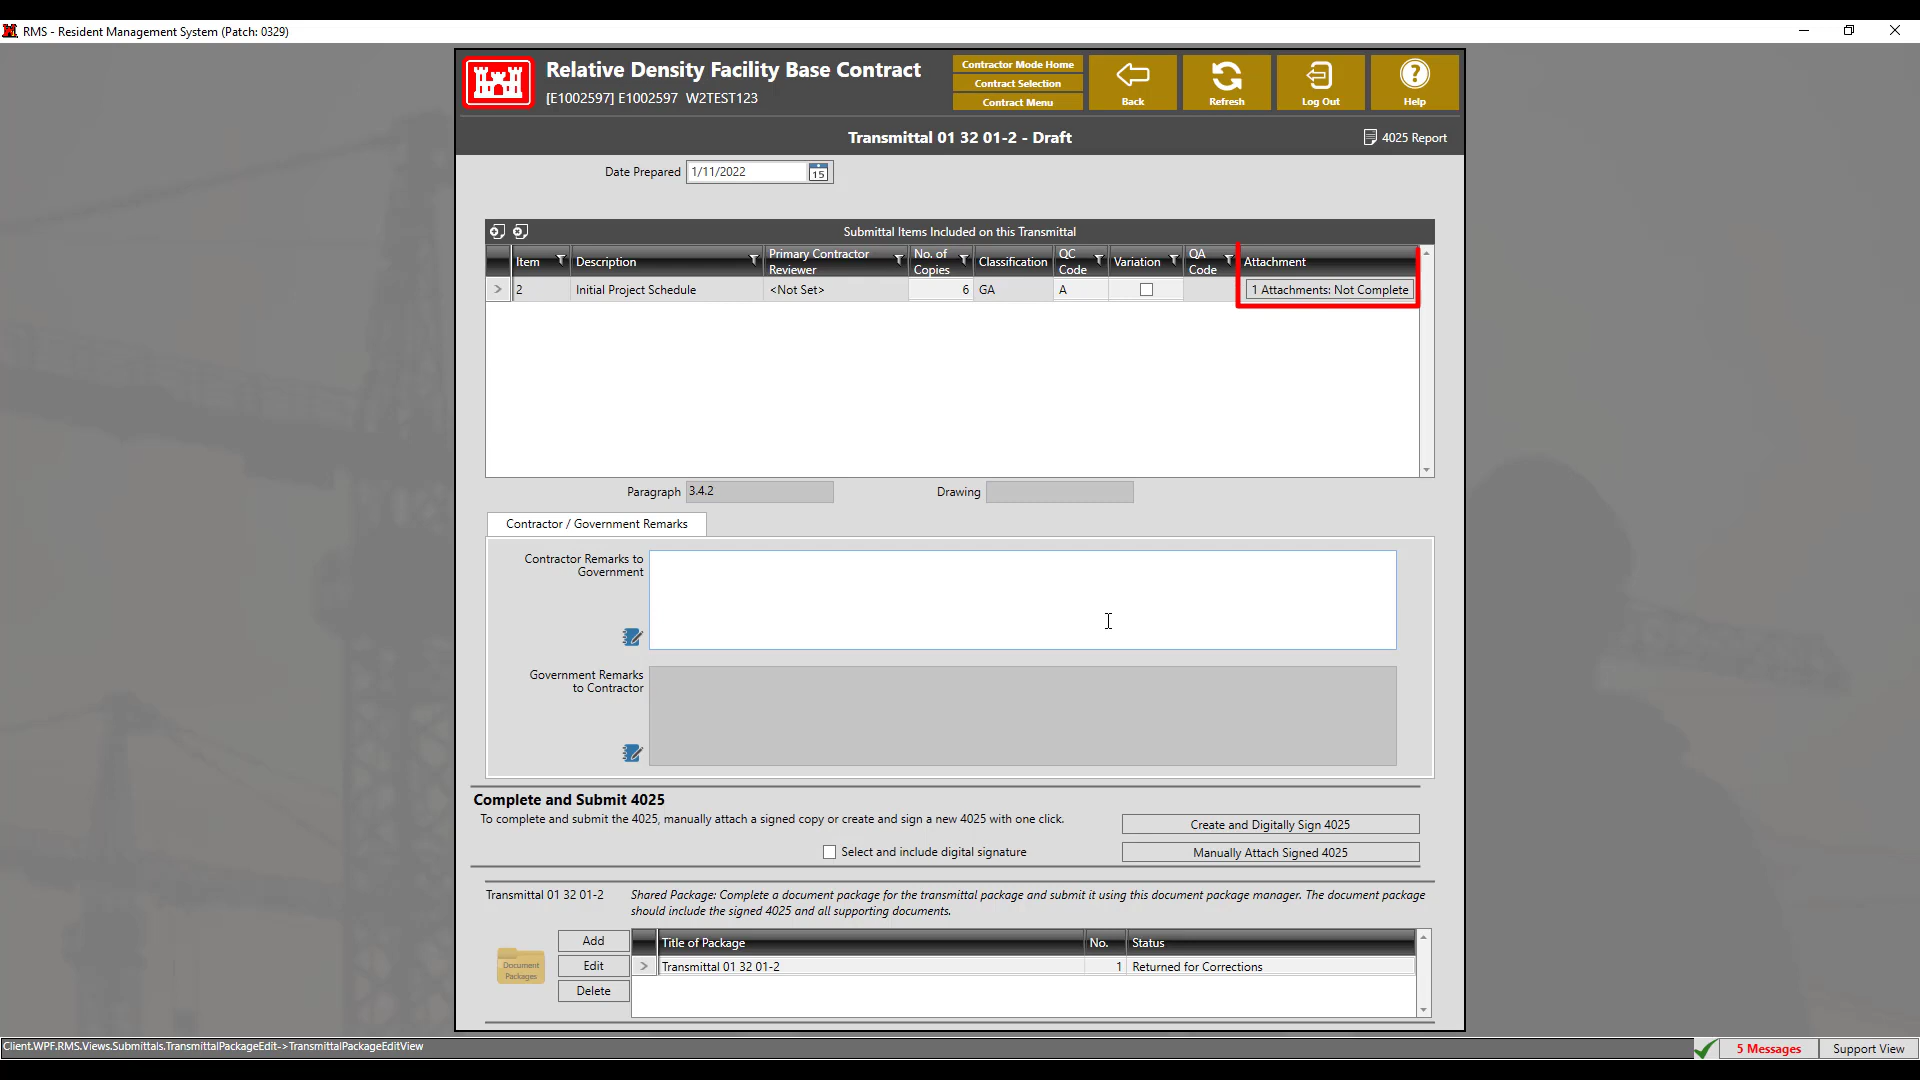 RMS - Resident Management System (Patch: 0329)
Relative Density Facility Base Contract
[E1002597] E1002597 W2TEST123
Contractor Mode Home
Contract Selection
Contract Menu
Back
Refresh
Log Out
Help
Transmittal 01 32 01-2 - Draft
4025 Report
Date Prepared 1/11/2022 15
Submittal Items Included on this Transmittal
Item Description Primary Contractor Reviewer No. of Copies Classification QC Code Variation QA Code Attachment
2 Initial Project Schedule <Not Set> 6 GA A 1 Attachments: Not Complete
Paragraph 3.4.2 Drawing
Contractor / Government Remarks
Contractor Remarks to
Government
Government Remarks
to Contractor
Complete and Submit 4025
To complete and submit the 4025, manually attach a signed copy or create and sign a new 4025 with one click.
Create and Digitally Sign 4025
Select and include digital signature
Manually Attach Signed 4025
Transmittal 01 32 01-2
Shared Package: Complete a document package for the transmittal package and submit it using this document package manager. The document package
should include the signed 4025 and all supporting documents.
Document
Packages
Add
Edit
Delete
Title of Package No. Status
Transmittal 01 32 01-2 1 Returned for Corrections
Client.WPF.RMS.Views.Submittals.TransmittalPackageEdit->TransmittalPackageEditView
5 Messages
Support View